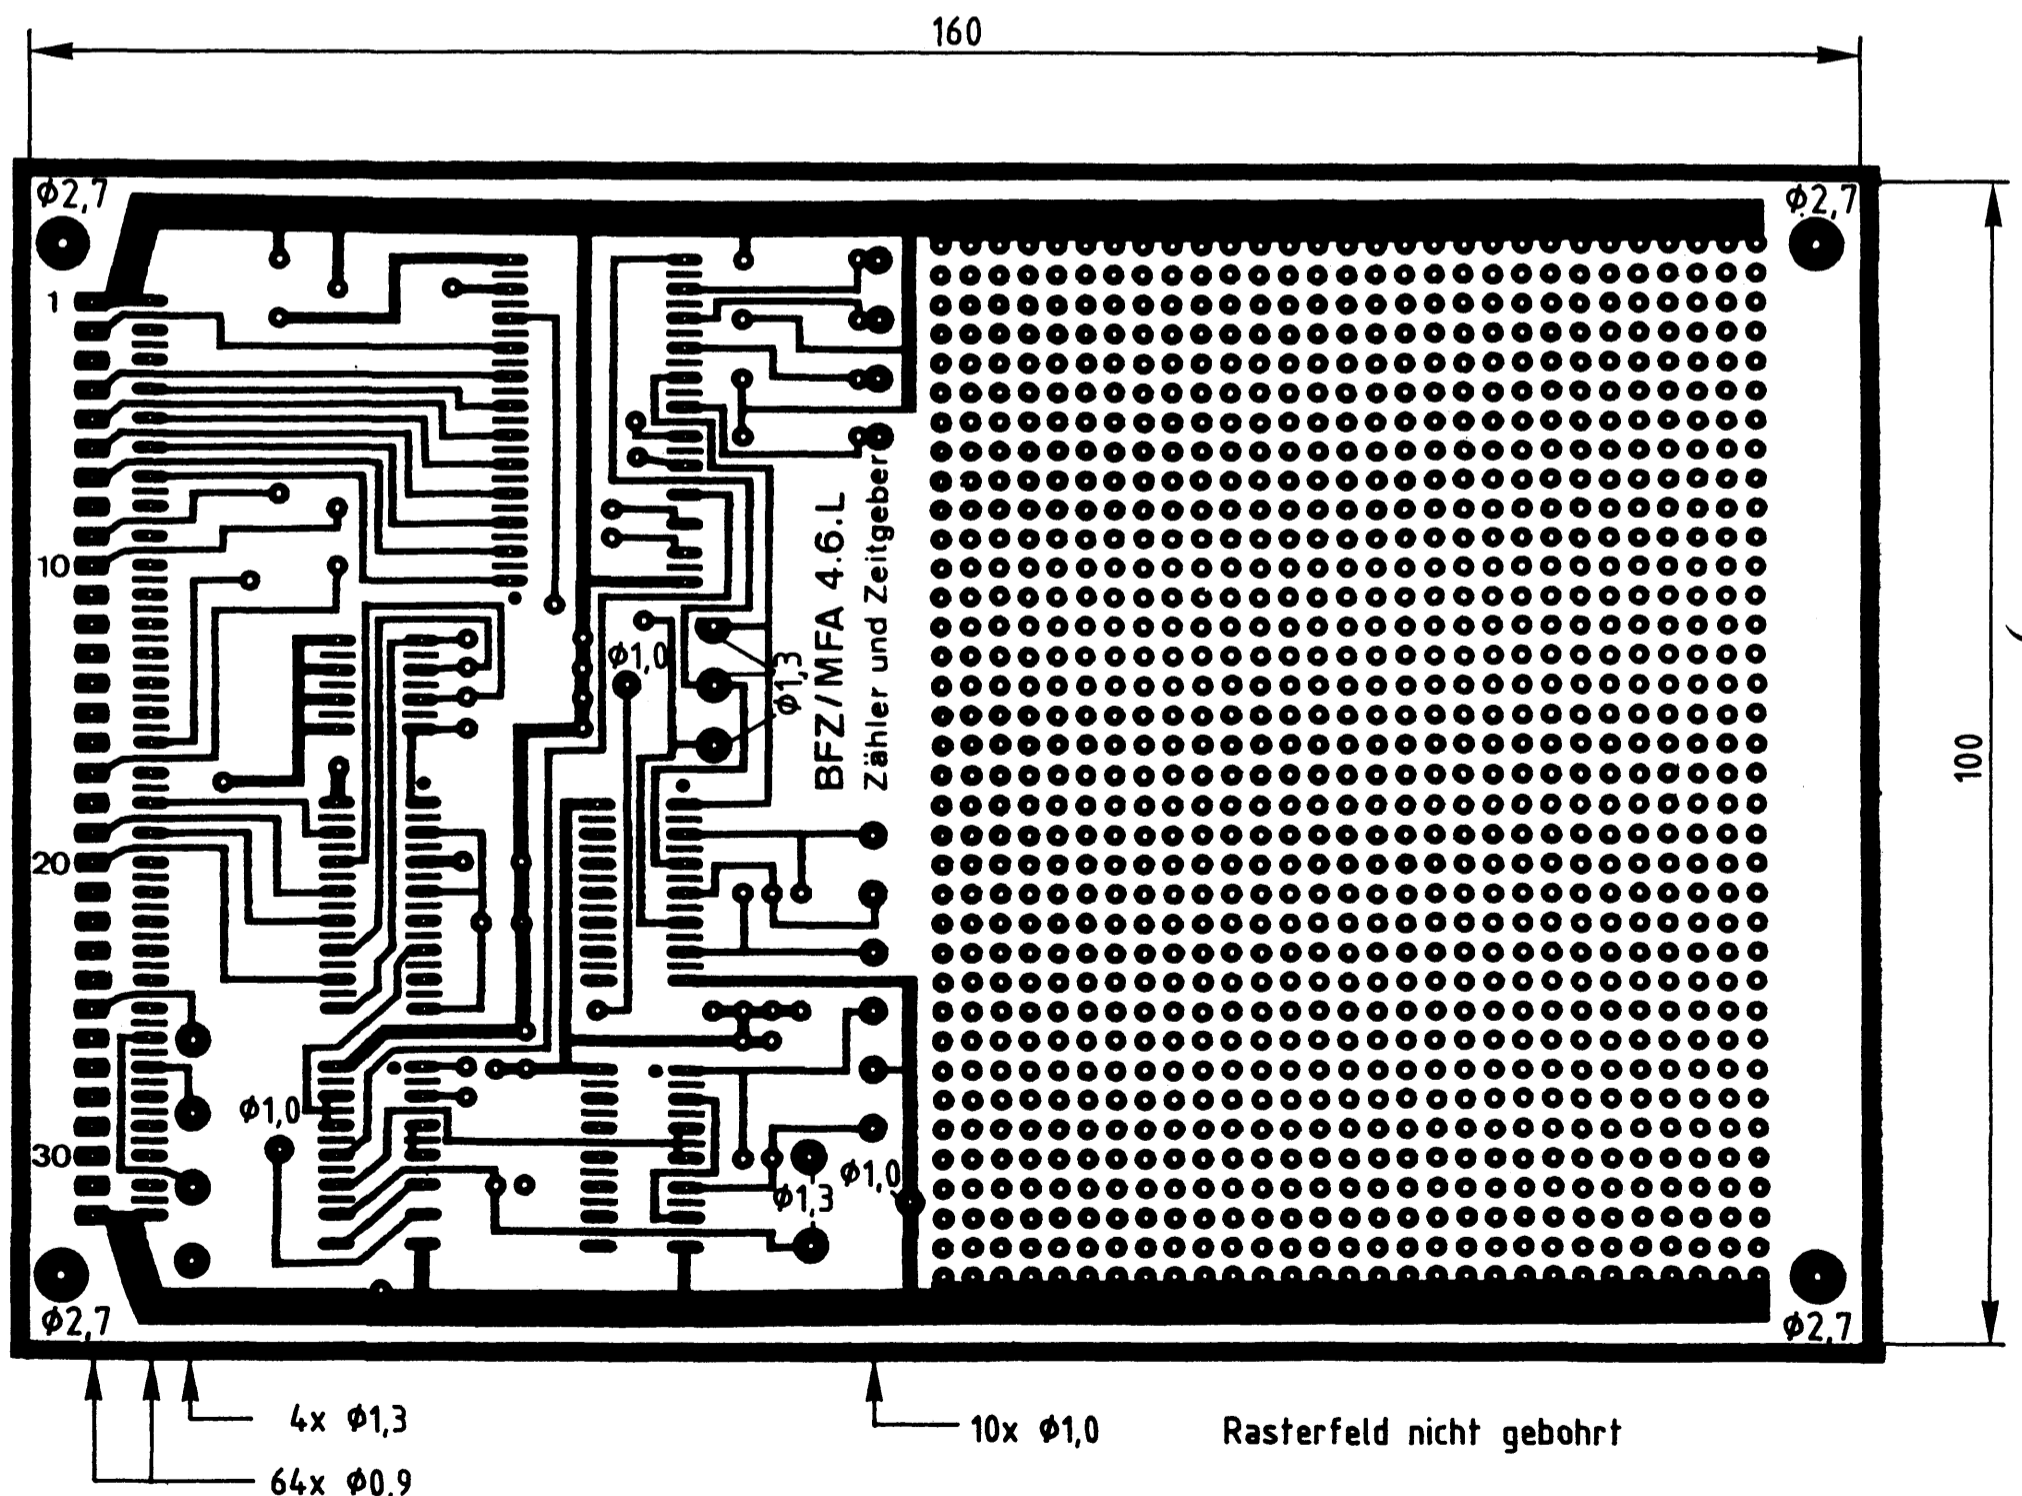 160
ϕ2,7
ϕ2,7
1
10
ϕ1,0
ϕ1,3
BFZ/MFA 4.6.L
Zähler und Zeitgeber
100
20
ϕ1,0
30
ϕ1,3
ϕ1,0
ϕ2,7
ϕ2,7
4x ϕ1,3
10x ϕ1,0
Rasterfeld nicht gebohrt
64x ϕ0,9